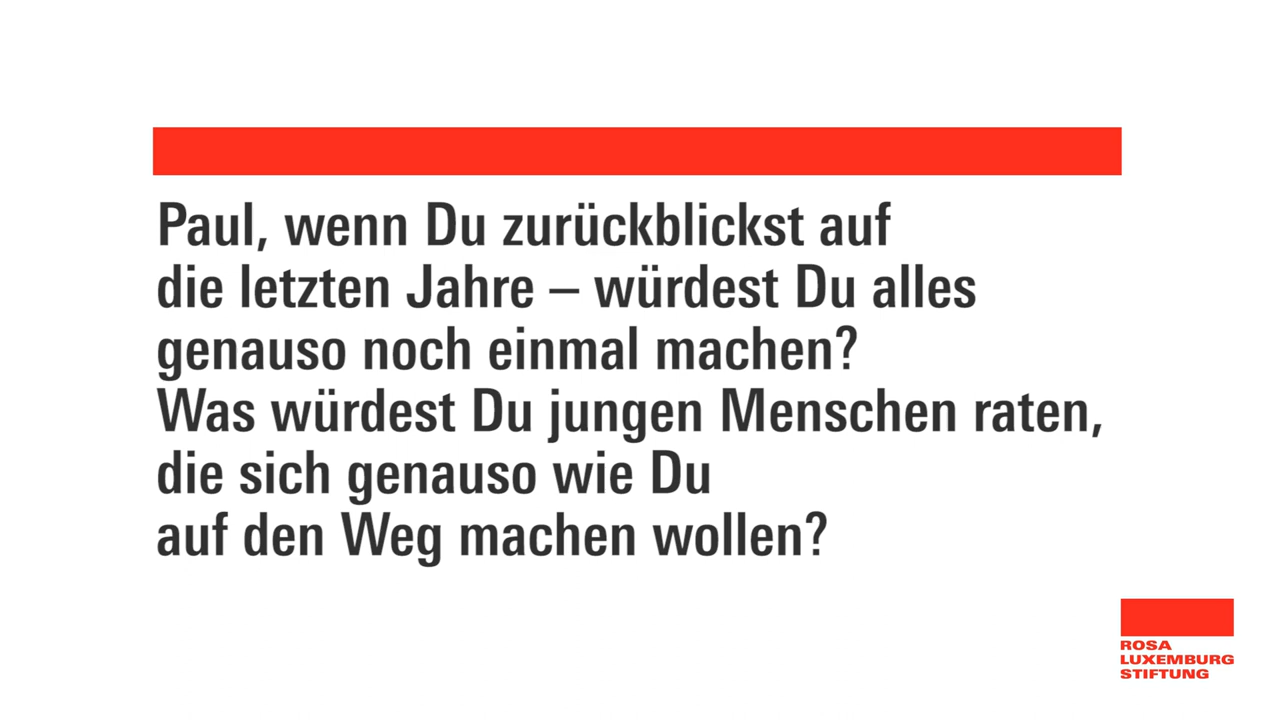 Paul, wenn Du zurückblickst auf
die letzten Jahre – würdest Du alles
genauso noch einmal machen?
Was würdest Du jungen Menschen raten,
die sich genauso wie Du
auf den Weg machen wollen?
ROSA
LUXEMBURG
STIFTUNG